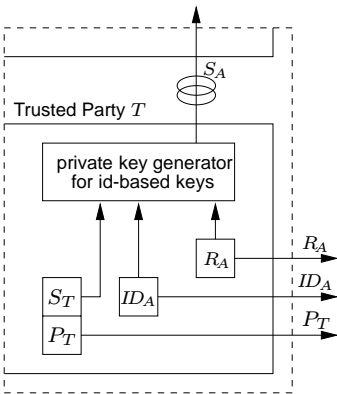 S_A
Trusted Party T
private key generator
for id-based keys
R_A
R_A
ID_A
S_T
ID_A
P_T
P_T